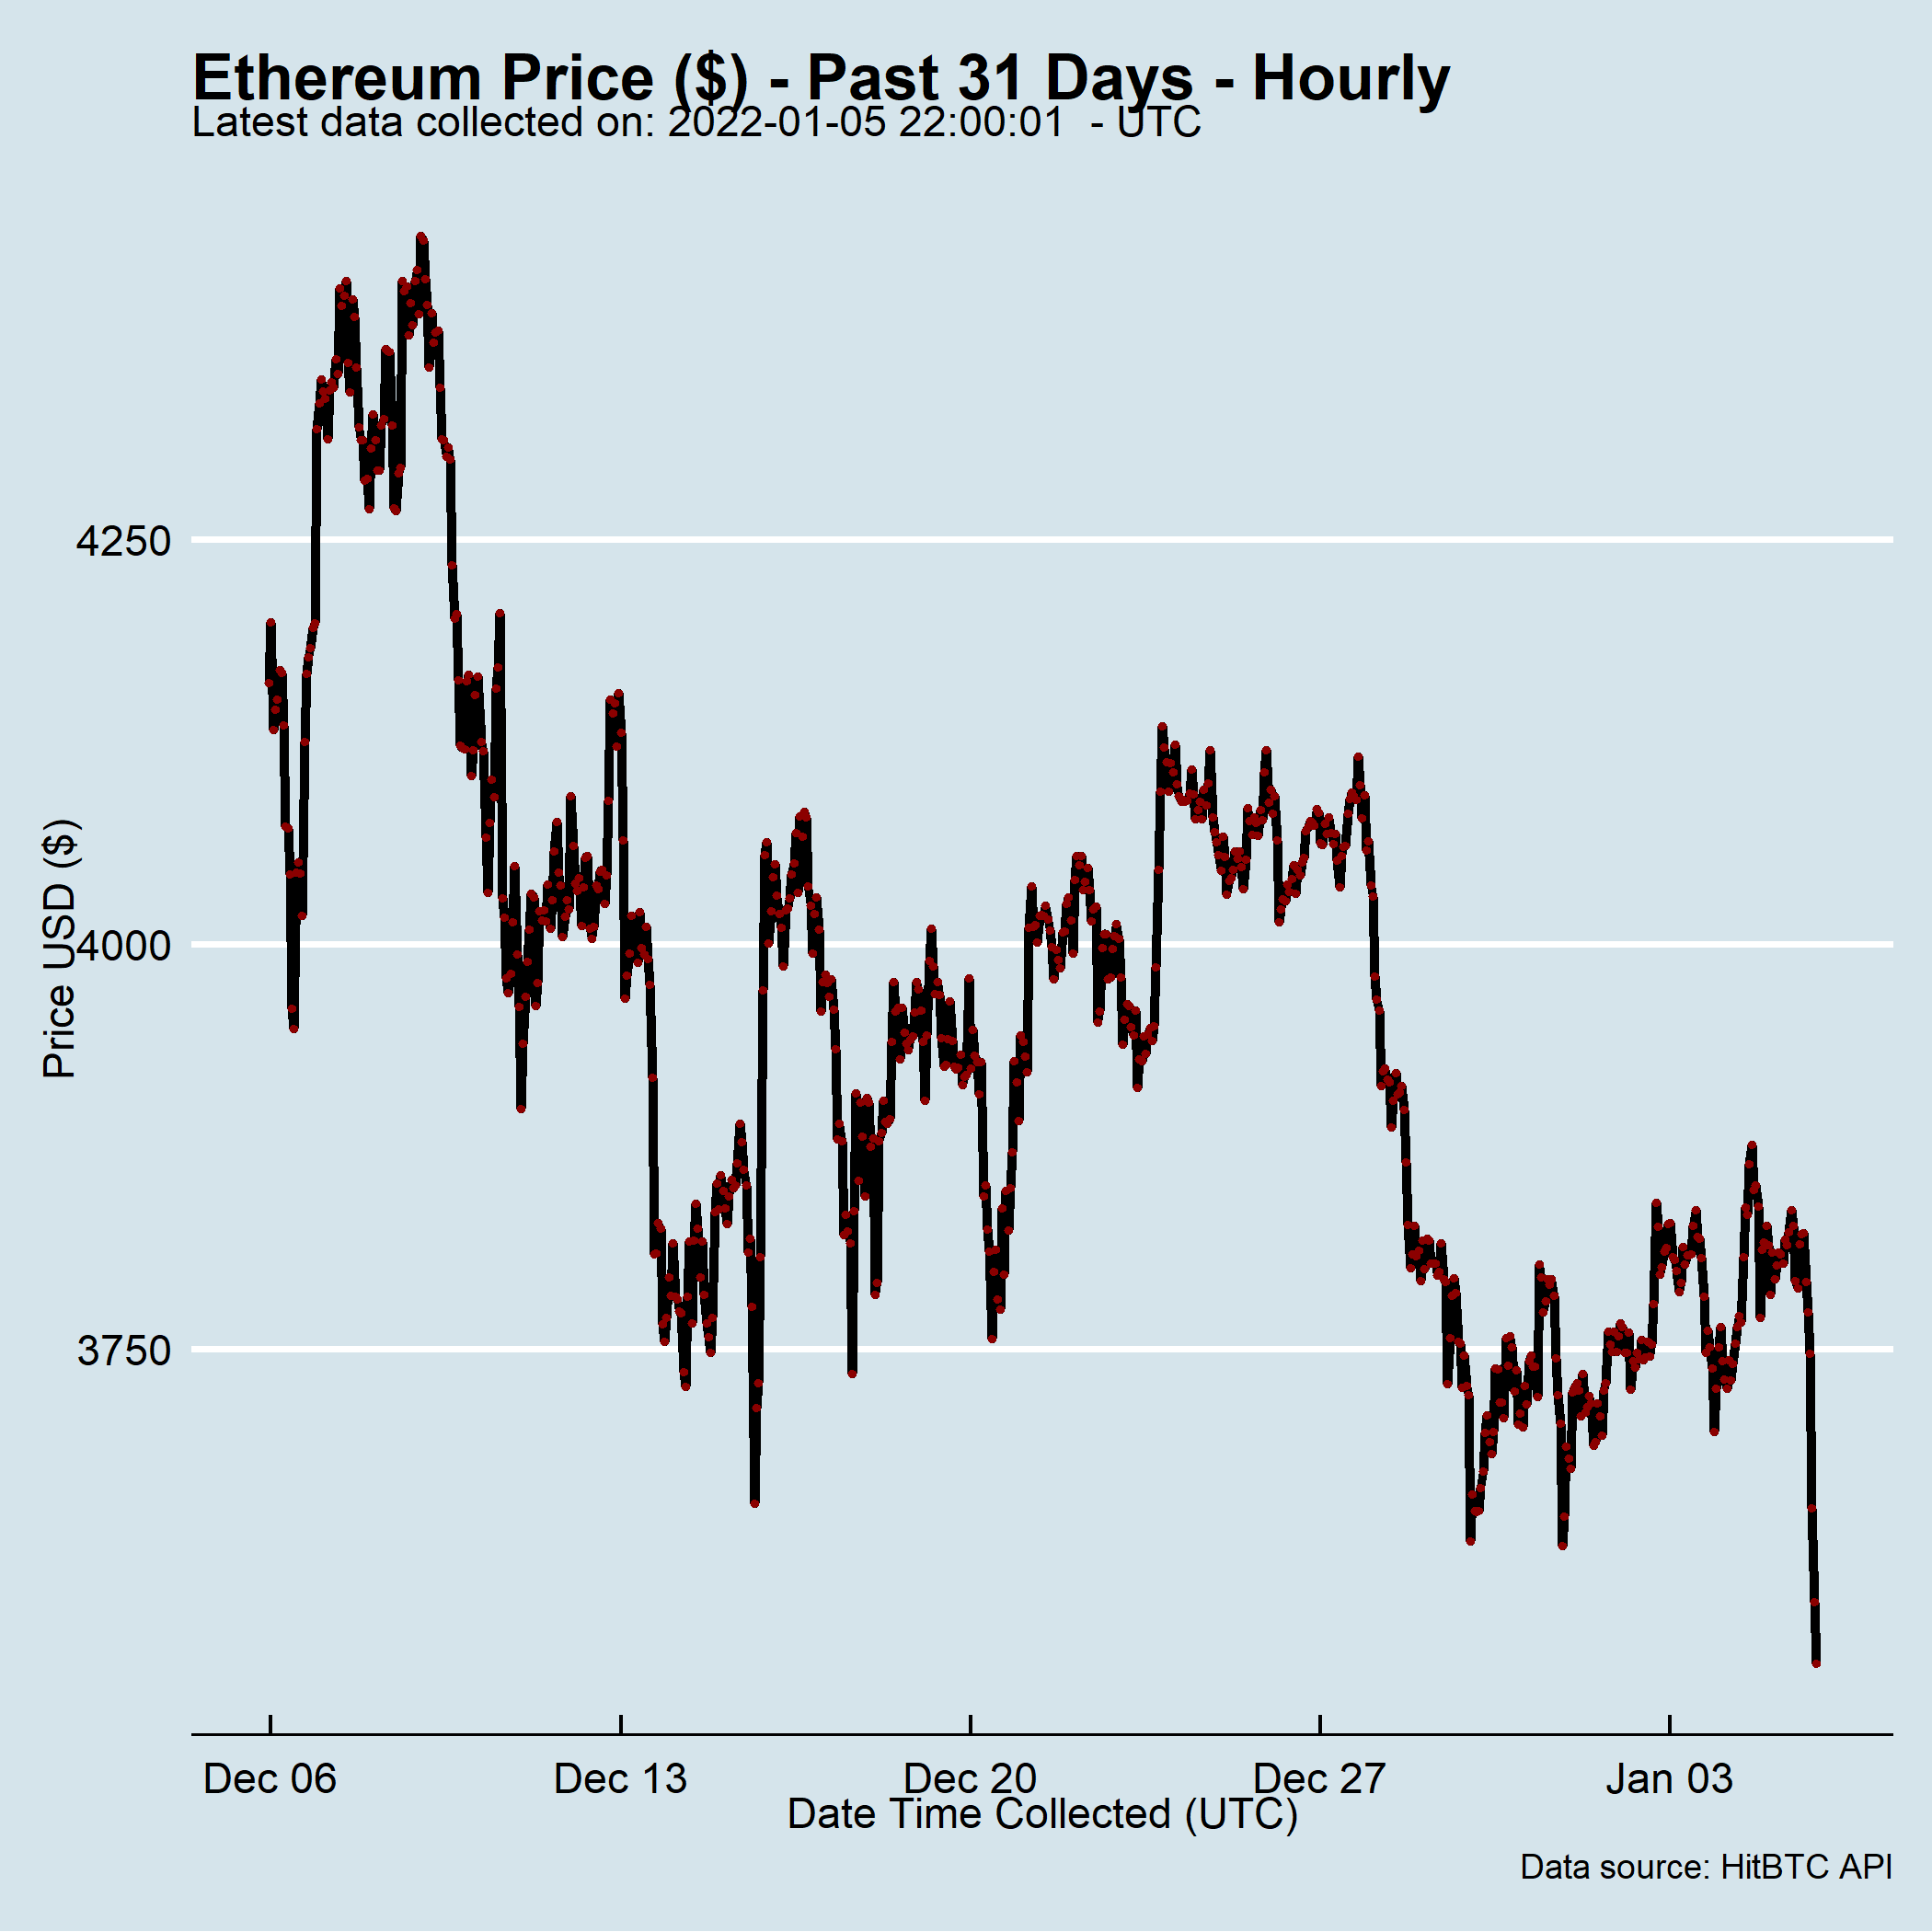 Ethereum Price ($) - Past 31 Days - Hourly
Latest data collected on: 2022-01-05 22:00:01  - UTC
Price USD ($)
4250
4000
3750
Dec 06
Dec 13
Dec 20
Dec 27
Jan 03
Date Time Collected (UTC)
Data source: HitBTC API